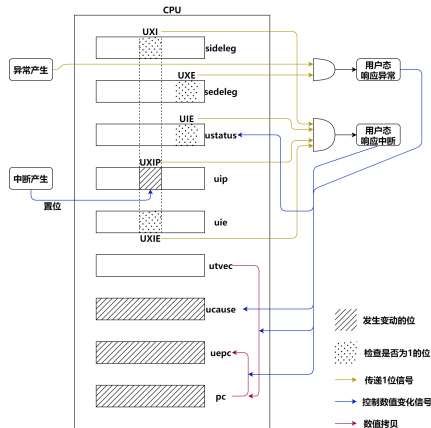 CPU
UXI
sideleg
异常产生
用户态
响应异常
UXE
sedeleg
UIE
ustatus
用户态
响应中断
UXIP
中断产生
uip
置位
uie
UXIE
utvec
ucause
发生变动的位
uepc
检查是否为1的位
传递1位信号
pc
控制数值变化信号
数值拷贝